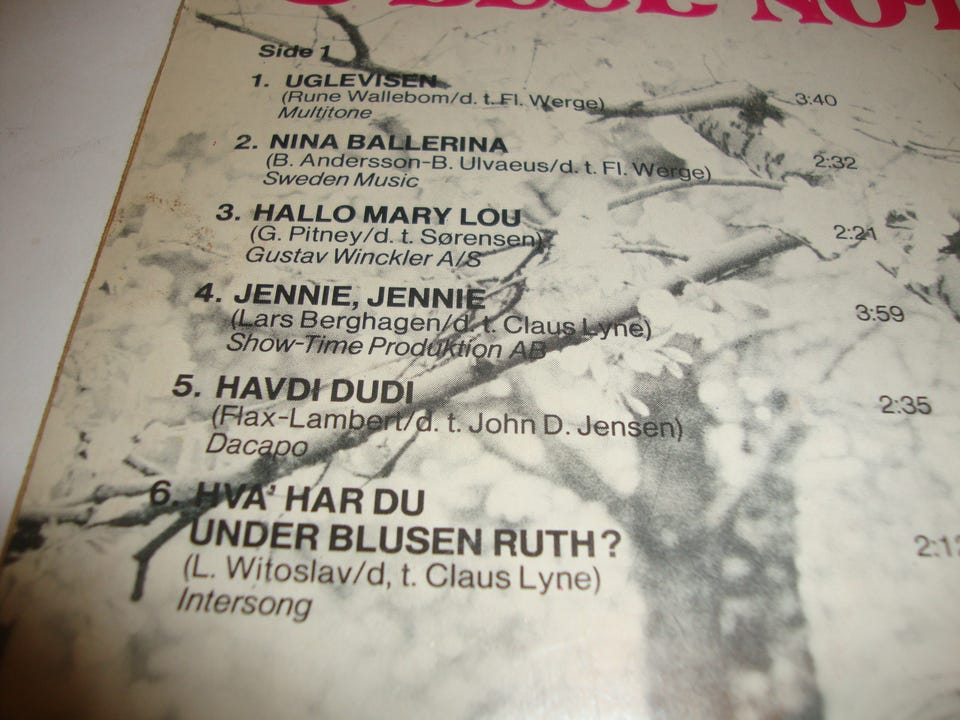 Side 1
1. UGLEVISEN
(Rune Wallebom/d. t. Fl. Werge) 3:40
Multitone
2. NINA BALLERINA
(B. Andersson-B. Ulvaeus/d. t. Fl. Werge) 2:32
Sweden Music
3. HALLO MARY LOU
(G. Pitney/d. t. Sørensen) 2:21
Gustav Winckler A/S
4. JENNIE, JENNIE
(Lars Berghagen/d. t. Claus Lyne) 3:59
Show-Time Produktion AB
5. HAVDI DUDI
(Flax-Lambert/d. t. John D. Jensen) 2:35
Dacapo
6. HVA' HAR DU
UNDER BLUSEN RUTH?
(L. Witoslav/d, t. Claus Lyne)
Intersong